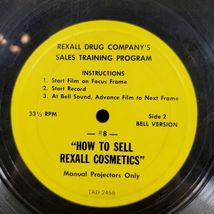 REXALL DRUG COMPANY'S
SALES TRAINING PROGRAM
INSTRUCTIONS
1. Start Film on Focus Frame
2. Start Record
3. At Bell Sound, Advance Film to Next Frame
33⅓ RPM
Side 2
BELL VERSION
— #8 —
"HOW TO SELL
REXALL COSMETICS"
Manual Projectors Only
TAD 2466